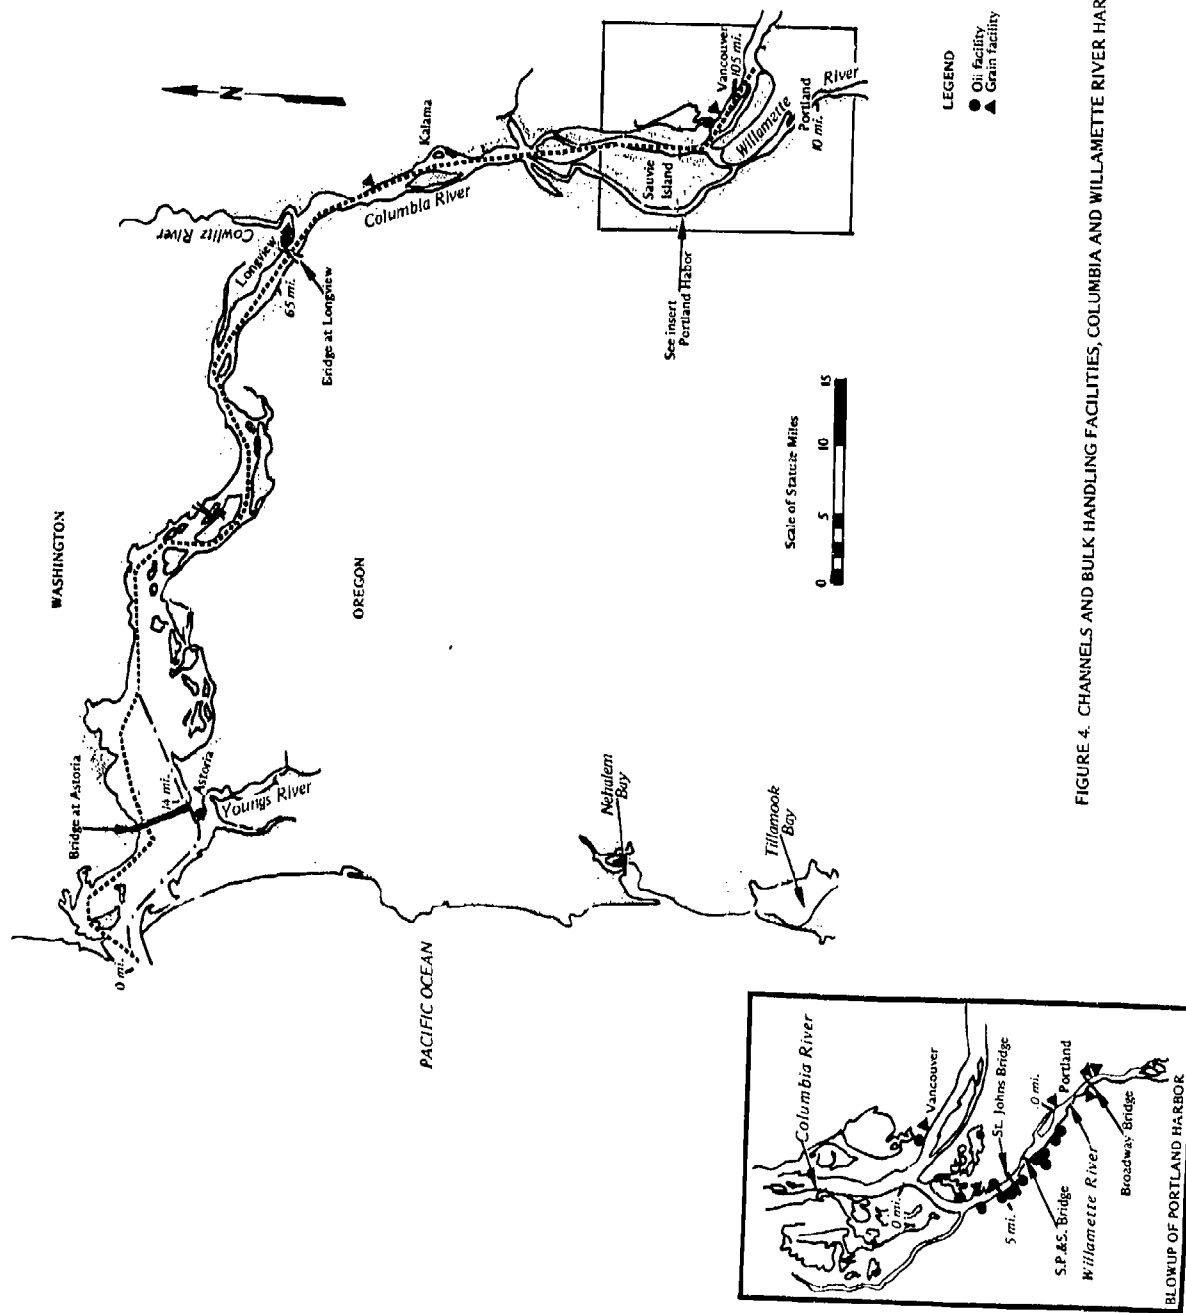 WASHINGTON
OREGON
PACIFIC OCEAN
N
Bridge at Astoria
14 mi.
Astoria
Youngs River
0 mi.
Nehalem
Bay
Tillamook
Bay
Cowlitz River
Longview
65 mi.
Bridge at Longview
Kalama
Columbia River
Sauvie
Island
Vancouver
105 mi.
Willamette
River
Portland
10 mi.
See insert
Portland Habor
Scale of Statute Miles
0 5 10 15
LEGEND
Oil facility
Grain facility
Columbia River
Vancouver
0 mi.
St. Johns Bridge
5 mi.
S.P.&S. Bridge
Willamette River
Portland
Broadway Bridge
BLOWUP OF PORTLAND HARBOR
FIGURE 4. CHANNELS AND BULK HANDLING FACILITIES, COLUMBIA AND WILLAMETTE RIVER HAR